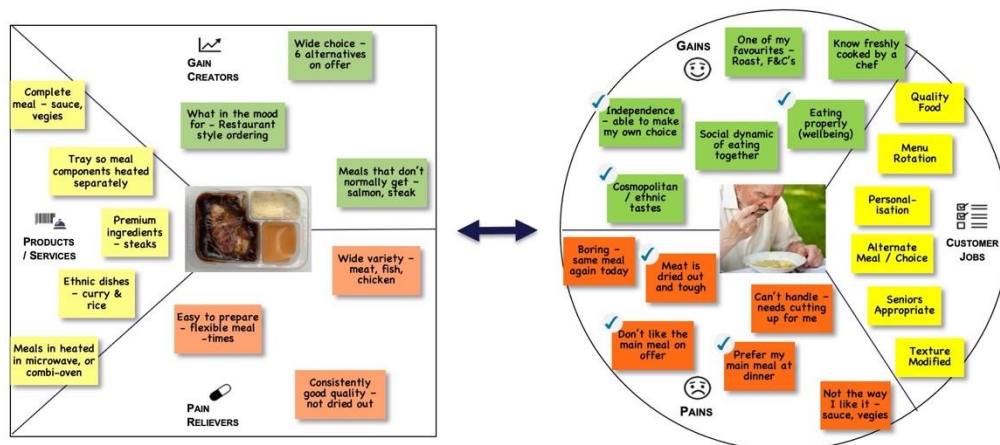 GAIN
CREATORS
Wide choice –
6 alternatives
on offer
Complete
meal – sauce,
vegies
What in the mood
for – Restaurant
style ordering
Tray so meal
components heated
separately
Meals that don't
normally get –
salmon, steak
PRODUCTS
/ SERVICES
Premium
ingredients
– steaks
Ethnic dishes
– curry &
rice
Wide variety –
meat, fish,
chicken
Easy to prepare
– flexible meal
-times
Meals in heated
in microwave, or
combi-oven
Consistently
good quality –
not dried out
PAIN
RELIEVERS
GAINS
One of my
favourites –
Roast, F&C's
Know freshly
cooked by a
chef
Independence
– able to make
my own choice
Social dynamic
of eating
together
Eating
properly
(wellbeing)
Cosmopolitan
/ ethnic
tastes
Quality
Food
Menu
Rotation
Personal-
isation
Alternate
Meal / Choice
Seniors
Appropriate
Texture
Modified
CUSTOMER
JOBS
Boring –
same meal
again today
Meat is
dried out
and tough
Can't handle –
needs cutting
up for me
Don't like the
main meal on
offer
Prefer my
main meal at
dinner
Not the way
I like it –
sauce, vegies
PAINS